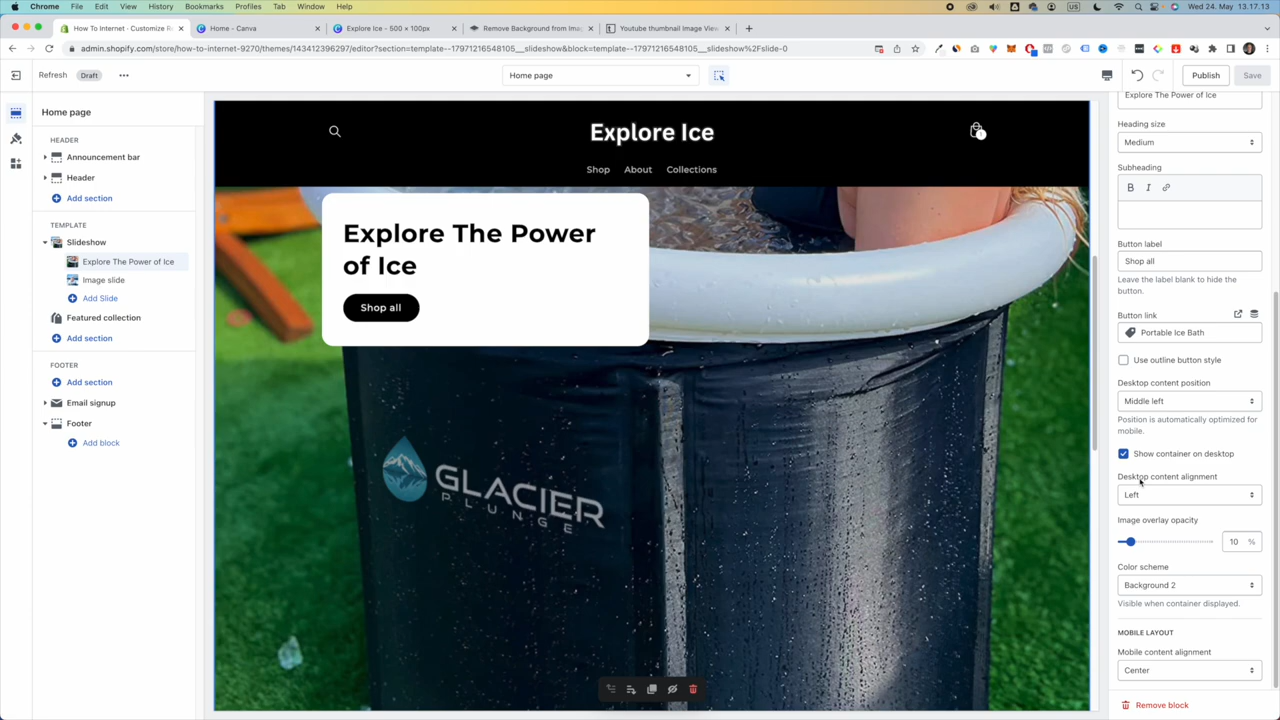 Chrome File Edit View History Bookmarks Profiles Tab Window Help
Wed 24. May 13.17.13
How To Internet · Customize R
Home - Canva
Explore Ice - 500 × 100px
Remove Background from Imag
Youtube thumbnail Image View
admin.shopify.com/store/how-to-internet-9270/themes/143412396297/editor?section=template--17971216548105__slideshow&block=template--17971216548105__slideshow%2Fslide-0
Refresh
Draft
Home page
Publish
Save
Home page
HEADER
Announcement bar
Header
Add section
TEMPLATE
Slideshow
Explore The Power of Ice
Image slide
Add Slide
Featured collection
Add section
FOOTER
Add section
Email signup
Footer
Add block
Explore Ice
1
Shop About Collections
Explore The Power
of Ice
Shop all
GLACIER
PLUNGE
Explore The Power of Ice
Heading size
Medium
Subheading
B I
Button label
Shop all
Leave the label blank to hide the
button.
Button link
Portable Ice Bath
Use outline button style
Desktop content position
Middle left
Position is automatically optimized for
mobile.
Show container on desktop
Desktop content alignment
Left
Image overlay opacity
10 %
Color scheme
Background 2
Visible when container displayed.
MOBILE LAYOUT
Mobile content alignment
Center
Remove block